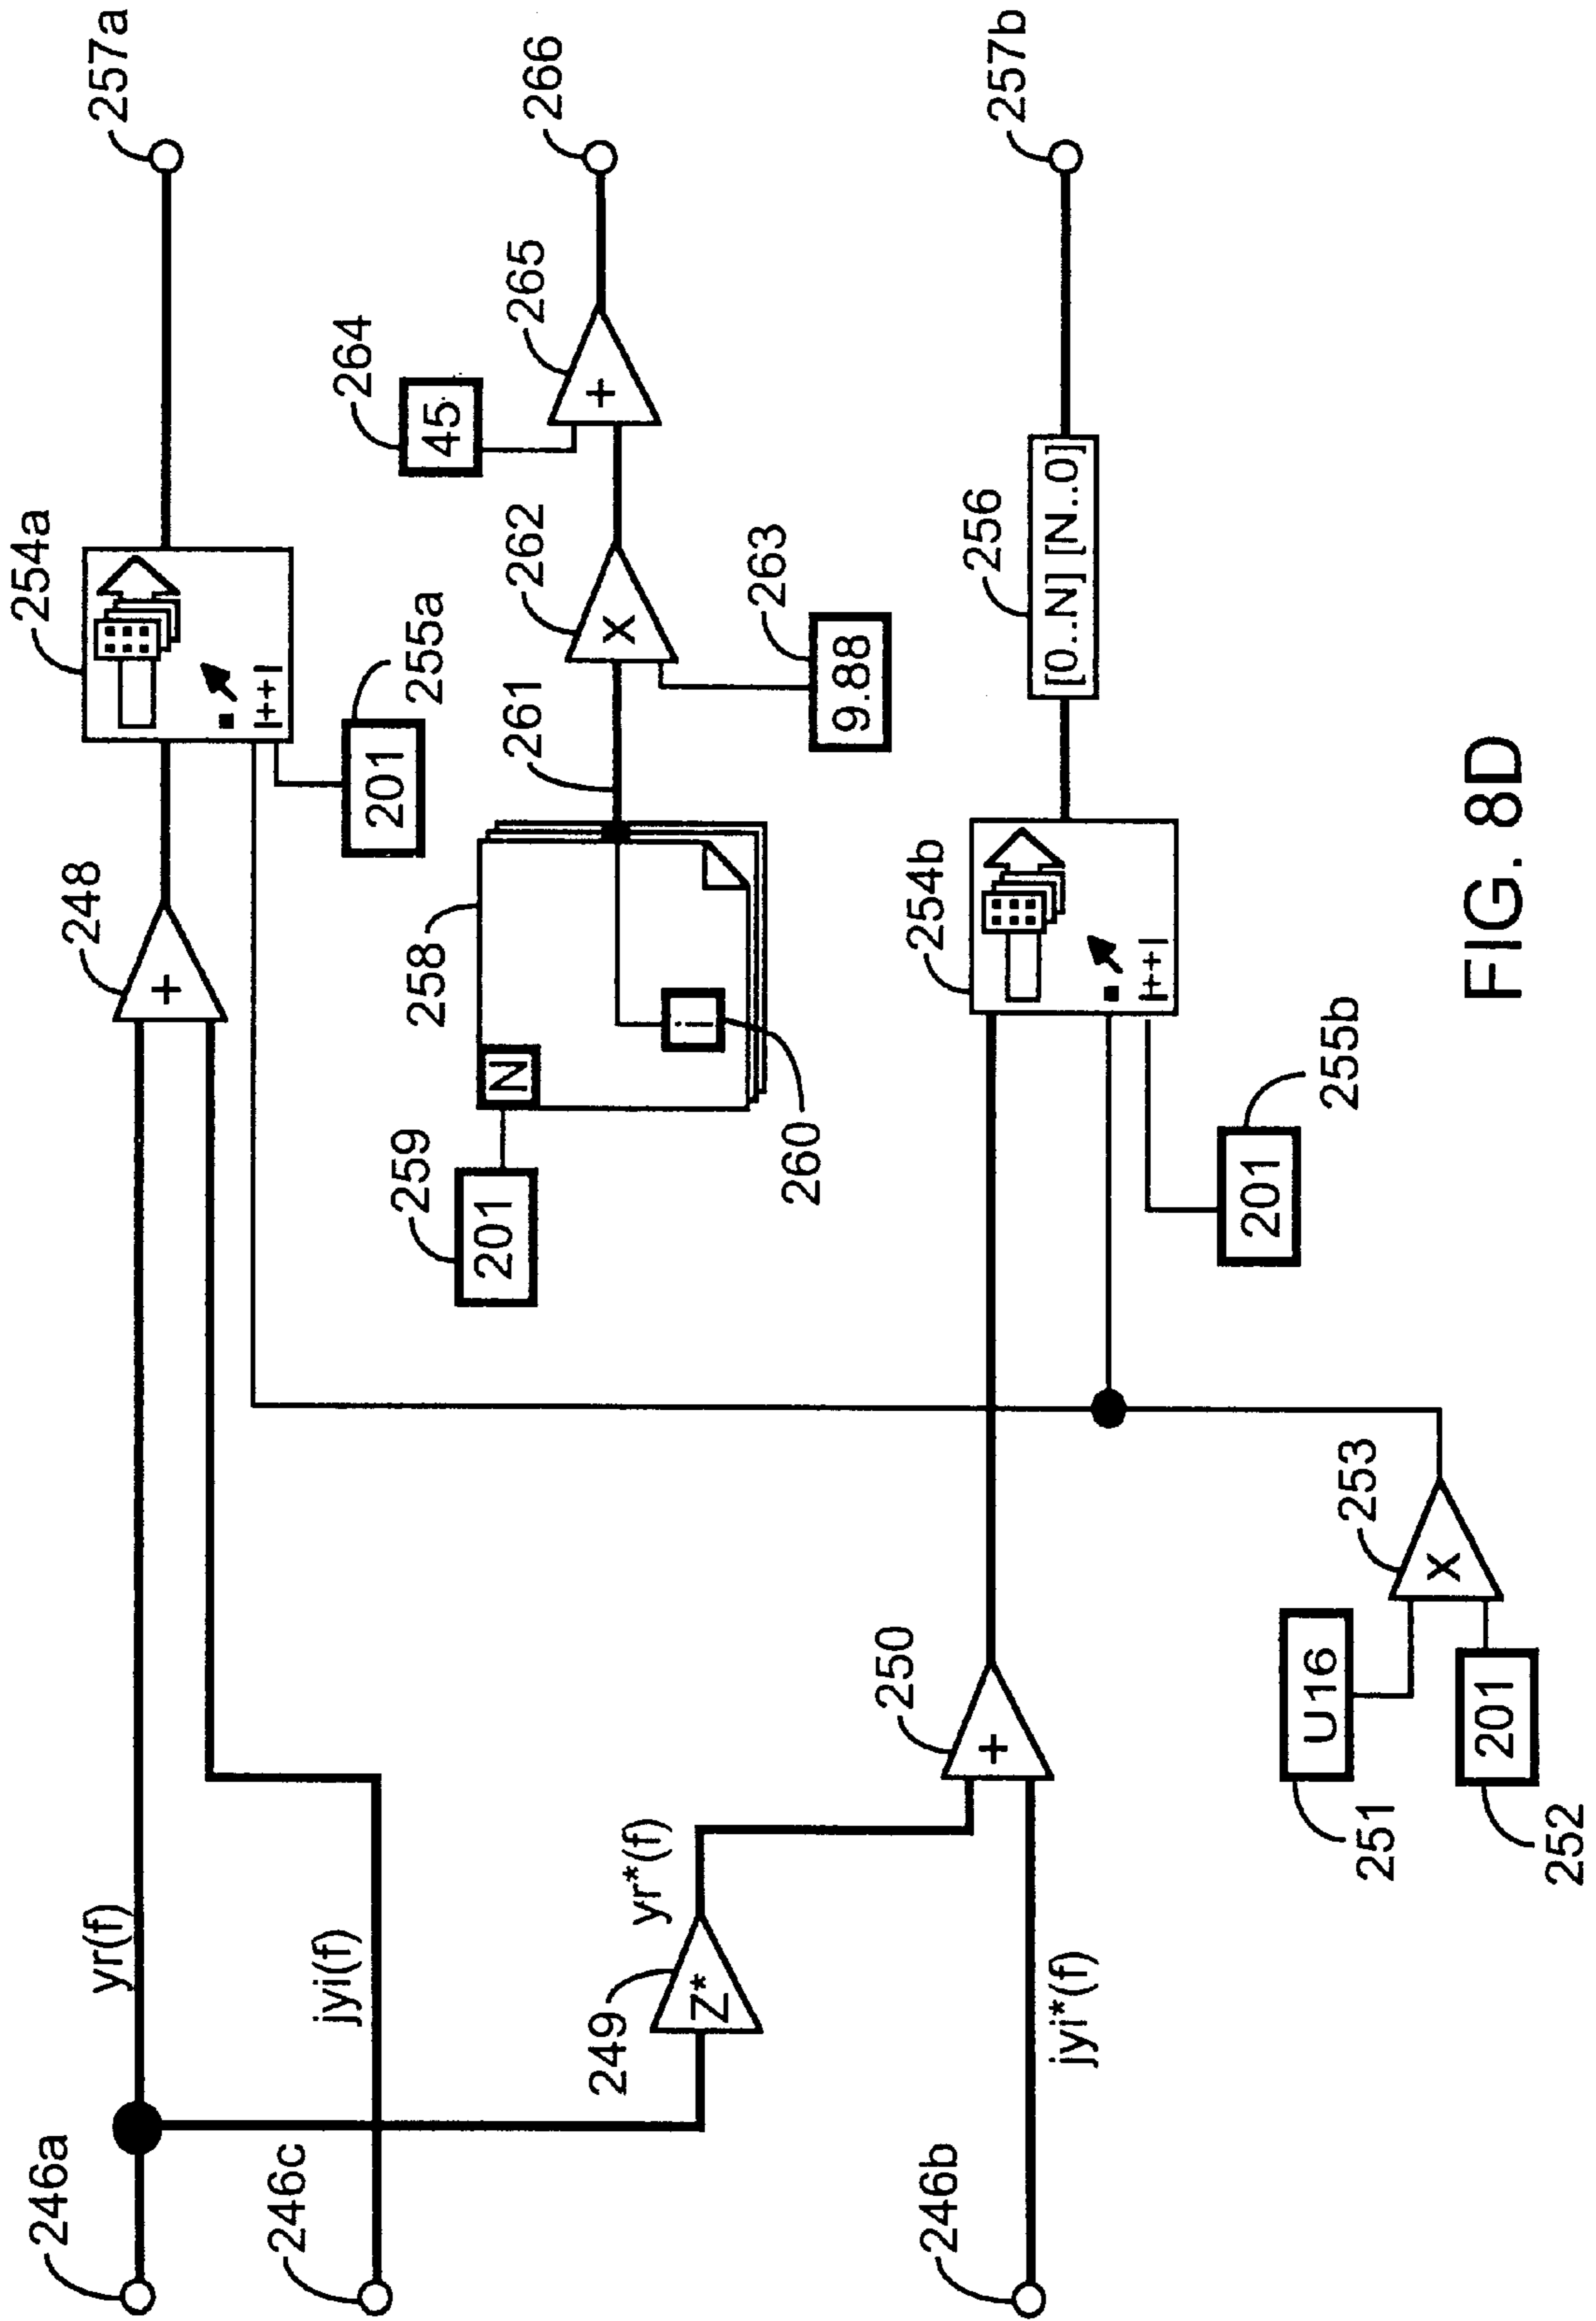 246a
yr(f)
248
+
254a
|++|
257a
201
255a
246c
jyi(f)
259
201
258
N
i
260
261
262
X
263
9.88
264
45
265
+
266
249
Z*
yr*(f)
246b
jyi*(f)
250
+
254b
|++|
256
[0..N] [N..0]
257b
201
255b
251
U16
252
201
253
X
FIG. 8D